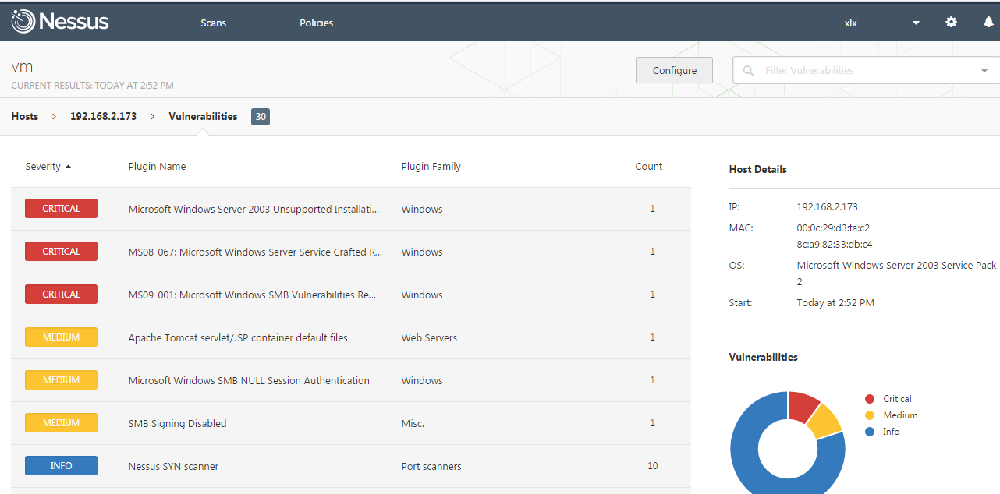 Nessus Scans Policies xlx
vm
CURRENT RESULTS: TODAY AT 2:52 PM
Configure
Filter Vulnerabilities
Hosts > 192.168.2.173 > Vulnerabilities 30
Severity Plugin Name Plugin Family Count
CRITICAL Microsoft Windows Server 2003 Unsupported Installati... Windows 1
CRITICAL MS08-067: Microsoft Windows Server Service Crafted R... Windows 1
CRITICAL MS09-001: Microsoft Windows SMB Vulnerabilities Re... Windows 1
MEDIUM Apache Tomcat servlet/JSP container default files Web Servers 1
MEDIUM Microsoft Windows SMB NULL Session Authentication Windows 1
MEDIUM SMB Signing Disabled Misc. 1
INFO Nessus SYN scanner Port scanners 10
Host Details
IP: 192.168.2.173
MAC: 00:0c:29:d3:fa:c2
8c:a9:82:33:db:c4
OS: Microsoft Windows Server 2003 Service Pack
2
Start: Today at 2:52 PM
Vulnerabilities
Critical
Medium
Info